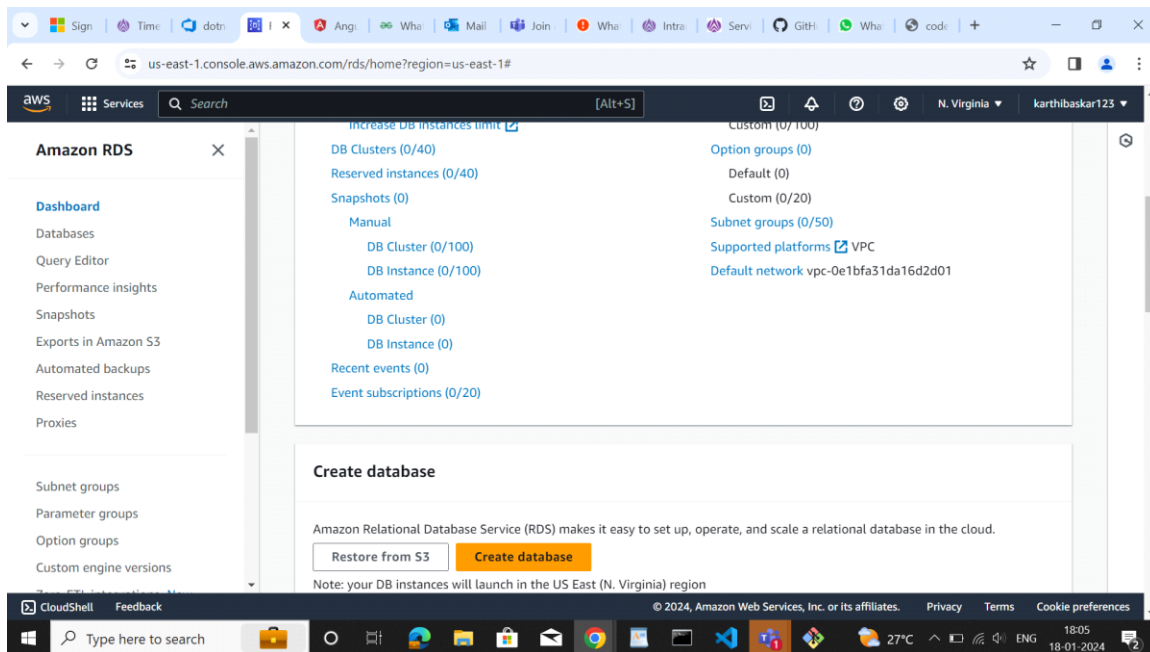 Sign
Time
dotn
Angu
Wha
Mail
Join
Wha
Intra
Servi
GitH
Wha
code
us-east-1.console.aws.amazon.com/rds/home?region=us-east-1#
aws
Services
Search
[Alt+S]
N. Virginia
karthibaskar123
Amazon RDS
Dashboard
Databases
Query Editor
Performance insights
Snapshots
Exports in Amazon S3
Automated backups
Reserved instances
Proxies
Subnet groups
Parameter groups
Option groups
Custom engine versions
Increase DB instances limit
DB Clusters (0/40)
Reserved instances (0/40)
Snapshots (0)
Manual
DB Cluster (0/100)
DB Instance (0/100)
Automated
DB Cluster (0)
DB Instance (0)
Recent events (0)
Event subscriptions (0/20)
Custom (0/100)
Option groups (0)
Default (0)
Custom (0/20)
Subnet groups (0/50)
Supported platforms VPC
Default network vpc-0e1bfa31da16d2d01
Create database
Amazon Relational Database Service (RDS) makes it easy to set up, operate, and scale a relational database in the cloud.
Restore from S3
Create database
Note: your DB instances will launch in the US East (N. Virginia) region
CloudShell
Feedback
© 2024, Amazon Web Services, Inc. or its affiliates.
Privacy
Terms
Cookie preferences
Type here to search
27°C
ENG
18:05
18-01-2024
2